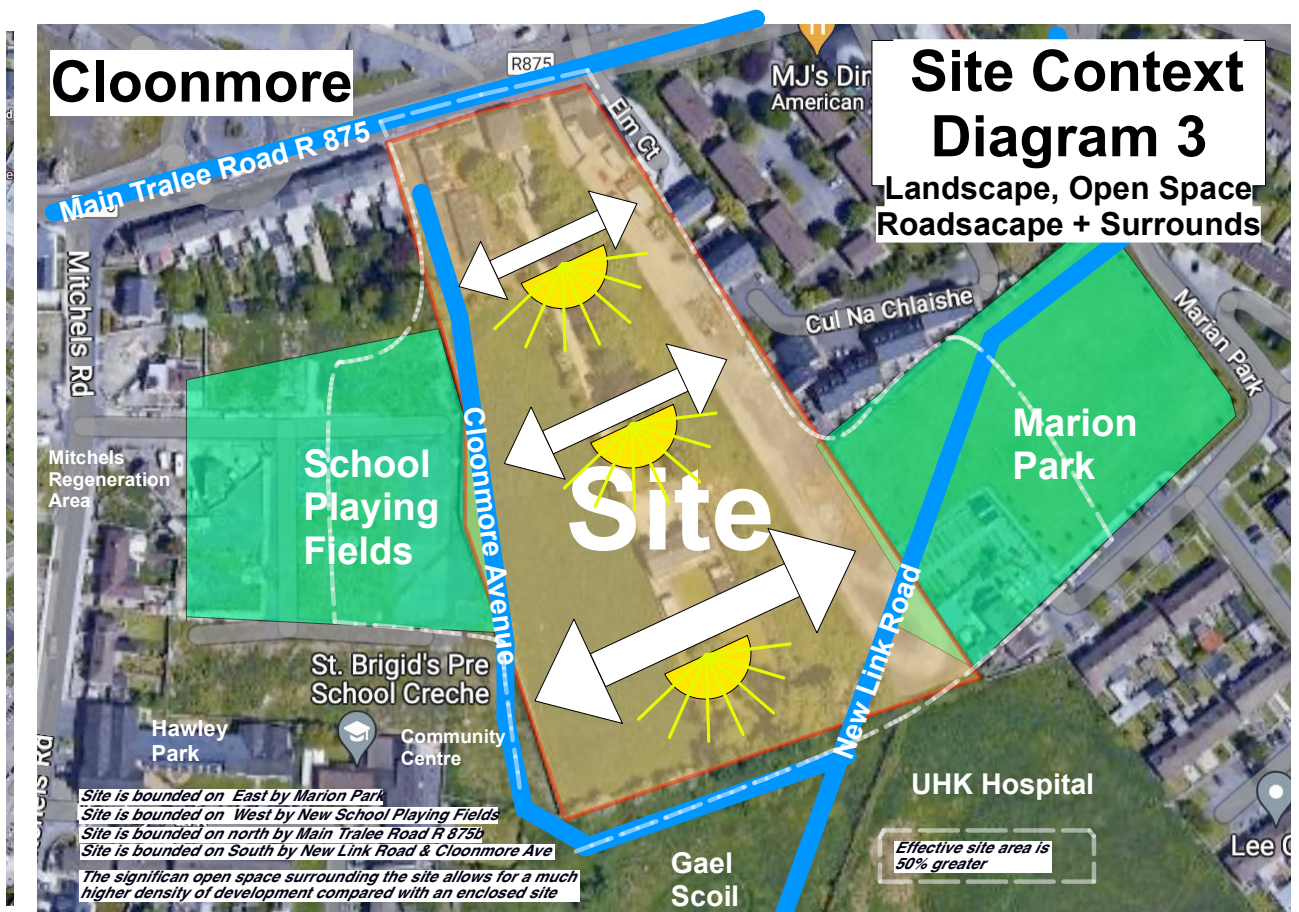 Cloonmore
Site Context
Diagram 3
Landscape, Open Space
Roadsacape + Surrounds
R875
MJ's Din
American
Elm Ct
Main Tralee Road R 875
Mitchels Rd
Cul Na Chlaishe
Marian Park
Marion
Park
Mitchels
Regeneration
Area
School
Playing
Fields
Cloonmore Avenue
Site
New Link Road
St. Brigid's Pre
School Creche
Hawley
Park
Community
Centre
UHK Hospital
Site is bounded on East by Marion Park
Site is bounded on West by New School Playing Fields
Site is bounded on north by Main Tralee Road R 875b
Site is bounded on South by New Link Road & Cloonmore Ave
The significan open space surrounding the site allows for a much
higher density of development compared with an enclosed site
Effective site area is
50% greater
Gael
Scoil
Lee